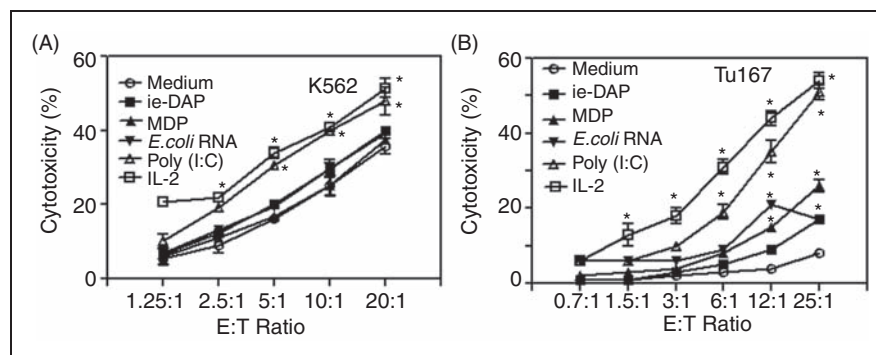 (A)
K562
Cytotoxicity (%)
60
40
20
0
Medium
ie-DAP
MDP
E.coli RNA
Poly (I:C)
IL-2
* * * * * * * *
1.25:1 2.5:1 5:1 10:1 20:1
E:T Ratio
(B)
Tu167
Cytotoxicity (%)
60
40
20
0
Medium
ie-DAP
MDP
E.coli RNA
Poly (I:C)
IL-2
* * * * * * * * * * * *
0.7:1 1.5:1 3:1 6:1 12:1 25:1
E:T Ratio